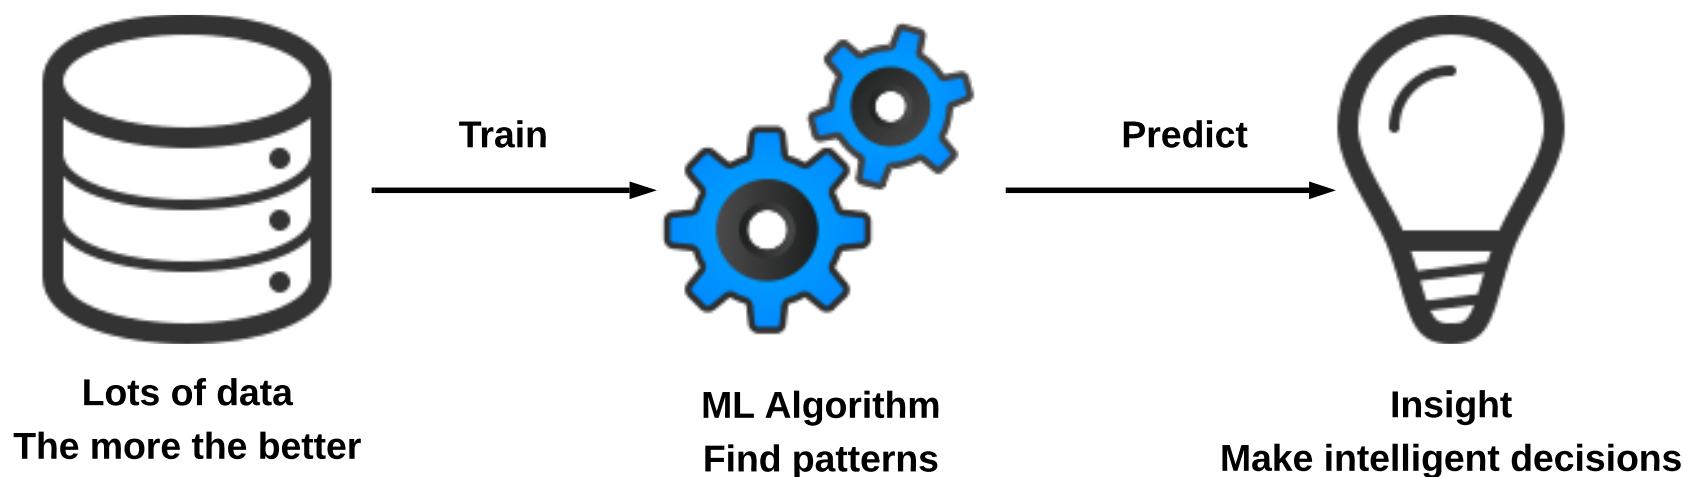 Train
Predict
Lots of data
The more the better
ML Algorithm
Find patterns
Insight
Make intelligent decisions